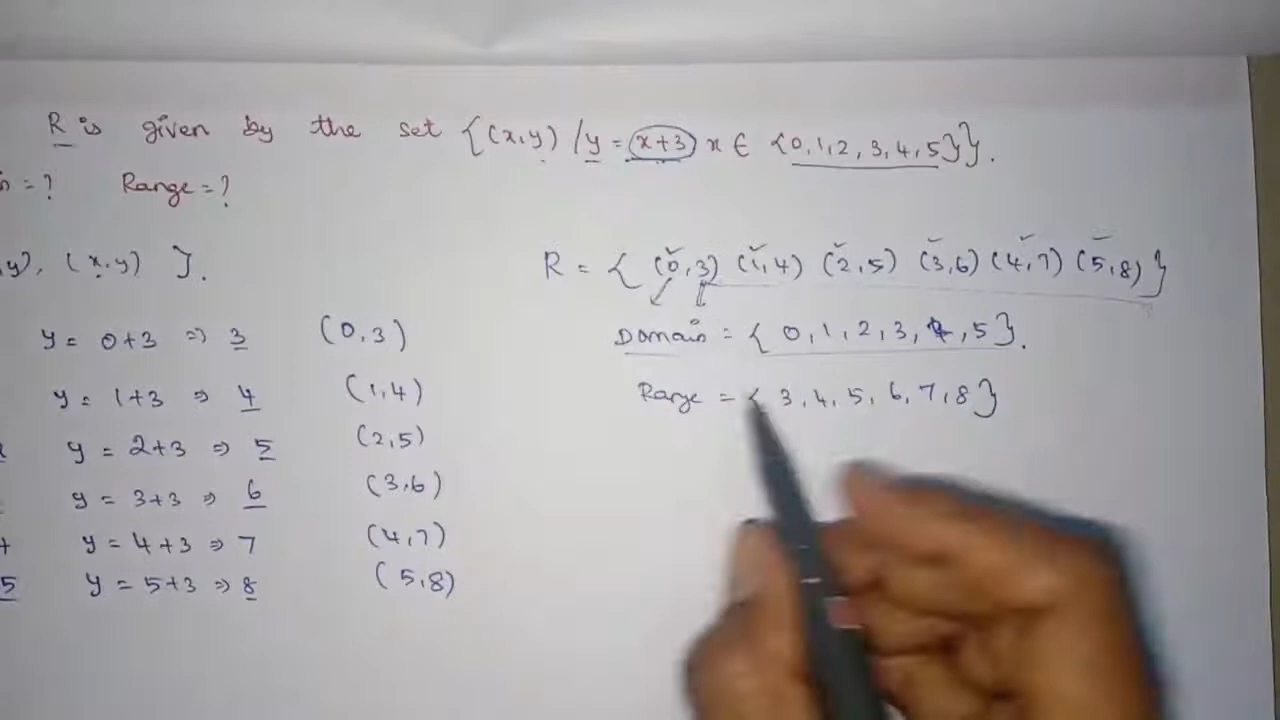 R is given by the set {(x,y) / y = x+3 x ∈ {0,1,2,3,4,5}}.
= ? Range = ?
y), (x,y) }.
R = { (0,3) (1,4) (2,5) (3,6) (4,7) (5,8) }
Domain = { 0, 1, 2, 3, 4, 5 }.
Range = { 3, 4, 5, 6, 7, 8 }
y = 0+3 ⇒ 3 (0,3)
y = 1+3 ⇒ 4 (1,4)
y = 2+3 ⇒ 5 (2,5)
y = 3+3 ⇒ 6 (3,6)
y = 4+3 ⇒ 7 (4,7)
5 y = 5+3 ⇒ 8 (5,8)